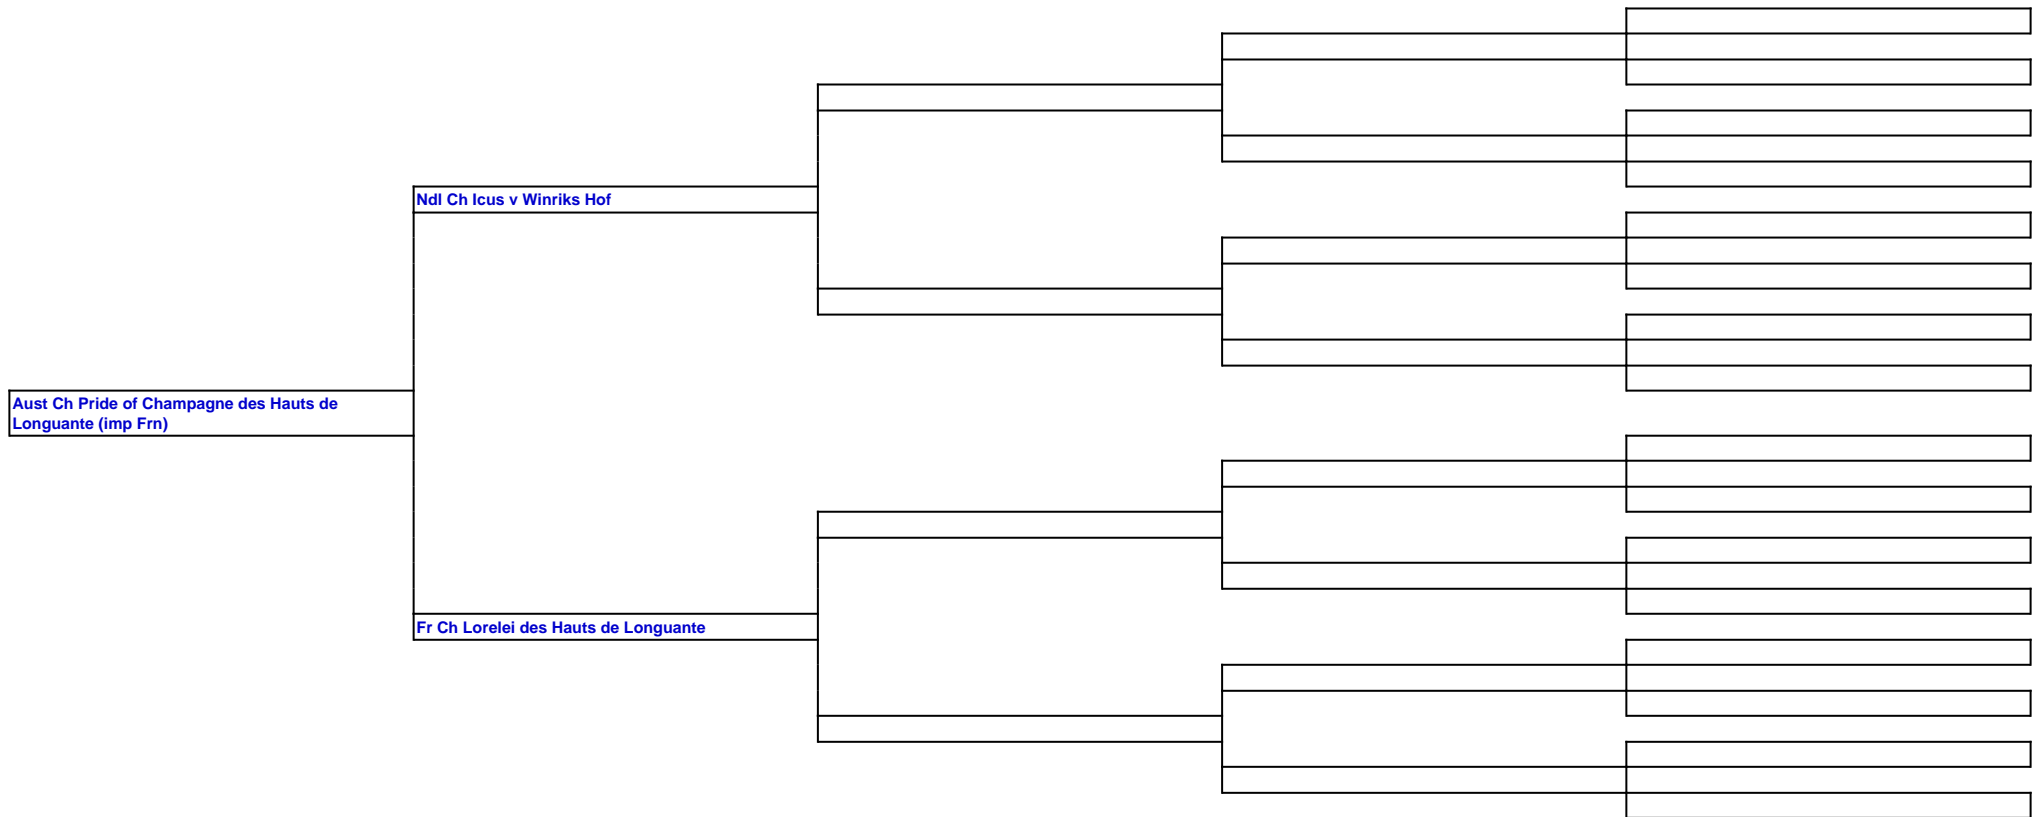 Ndl Ch Icus v Winriks Hof
Aust Ch Pride of Champagne des Hauts de
Longuante (imp Frn)
Fr Ch Lorelei des Hauts de Longuante